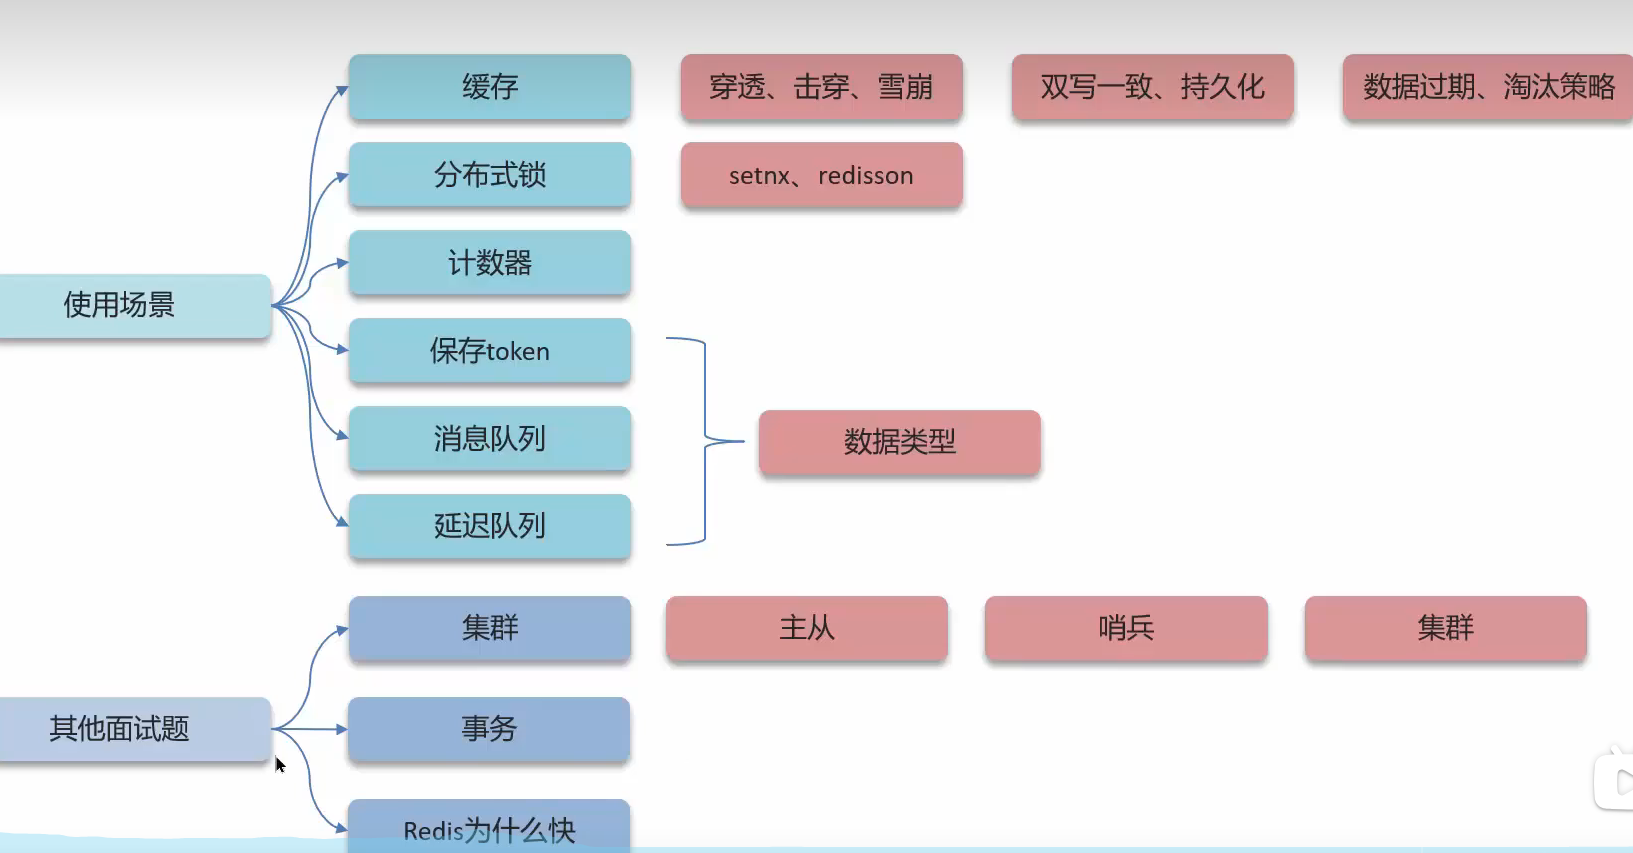 缓存
穿透、击穿、雪崩
双写一致、持久化
数据过期、淘汰策略
分布式锁
setnx、redisson
计数器
使用场景
保存token
消息队列
数据类型
延迟队列
集群
主从
哨兵
集群
其他面试题
事务
Redis为什么快